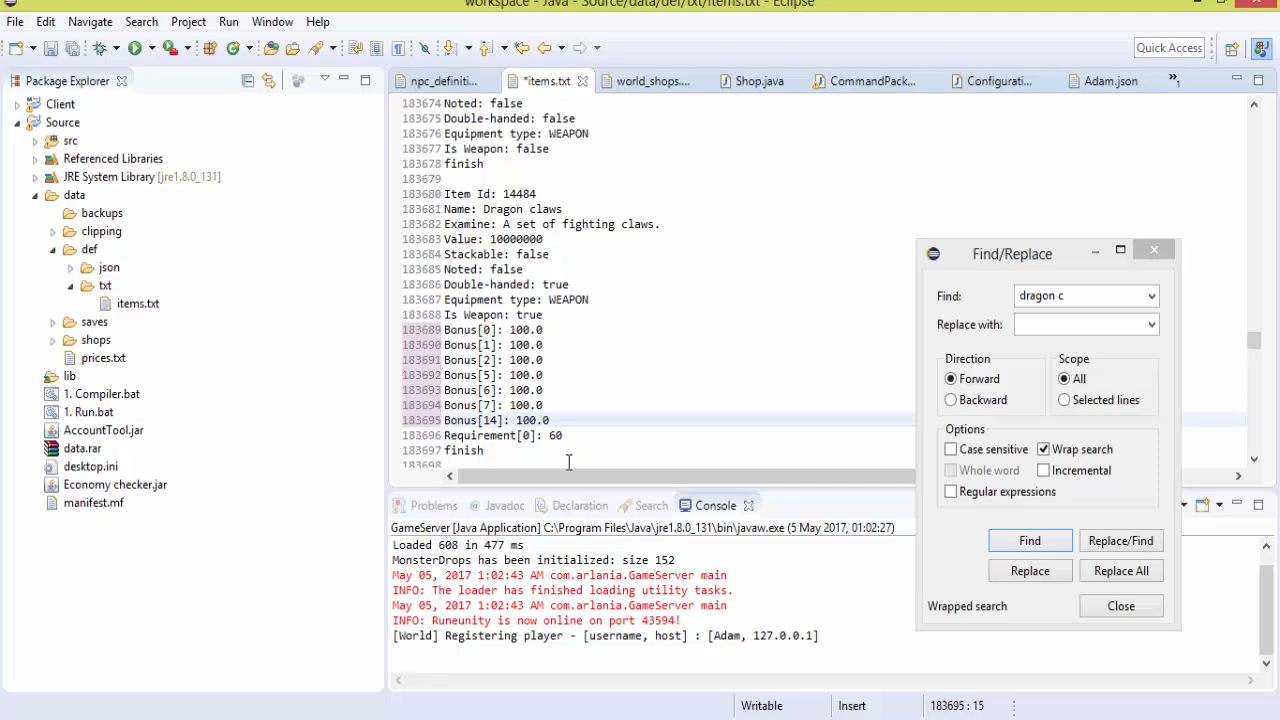 workspace - Java - Source/data/def/txt/items.txt - Eclipse
File Edit Navigate Search Project Run Window Help
Quick Access
Package Explorer
Client
Source
src
Referenced Libraries
JRE System Library [jre1.8.0_131]
data
backups
clipping
def
json
txt
items.txt
saves
shops
prices.txt
lib
1. Compiler.bat
1. Run.bat
AccountTool.jar
data.rar
desktop.ini
Economy checker.jar
manifest.mf
npc_definiti... *items.txt world_shops.... Shop.java CommandPack... Configurati... Adam.java »1
183674 Noted: false
183675 Double-handed: false
183676 Equipment type: WEAPON
183677 Is Weapon: false
183678 finish
183679
183680 Item Id: 14484
183681 Name: Dragon claws
183682 Examine: A set of fighting claws.
183683 Value: 10000000
183684 Stackable: false
183685 Noted: false
183686 Double-handed: true
183687 Equipment type: WEAPON
183688 Is Weapon: true
183689 Bonus[0]: 100.0
183690 Bonus[1]: 100.0
183691 Bonus[2]: 100.0
183692 Bonus[5]: 100.0
183693 Bonus[6]: 100.0
183694 Bonus[7]: 100.0
183695 Bonus[14]: 100.0
183696 Requirement[0]: 60
183697 finish
183698
Find/Replace
Find: dragon c
Replace with:
Direction
Forward
Backward
Scope
All
Selected lines
Options
Case sensitive Wrap search
Whole word Incremental
Regular expressions
Find Replace/Find
Replace Replace All
Wrapped search Close
Problems Javadoc Declaration Search Console
GameServer [Java Application] C:\Program Files\Java\jre1.8.0_131\bin\javaw.exe (5 May 2017, 01:02:27)
Loaded 608 in 477 ms
MonsterDrops has been initialized: size 152
May 05, 2017 1:02:43 AM com.arlania.GameServer main
INFO: The loader has finished loading utility tasks.
May 05, 2017 1:02:43 AM com.arlania.GameServer main
INFO: Runeunity is now online on port 43594!
[World] Registering player - [username, host] : [Adam, 127.0.0.1]
Writable Insert 183695 : 15